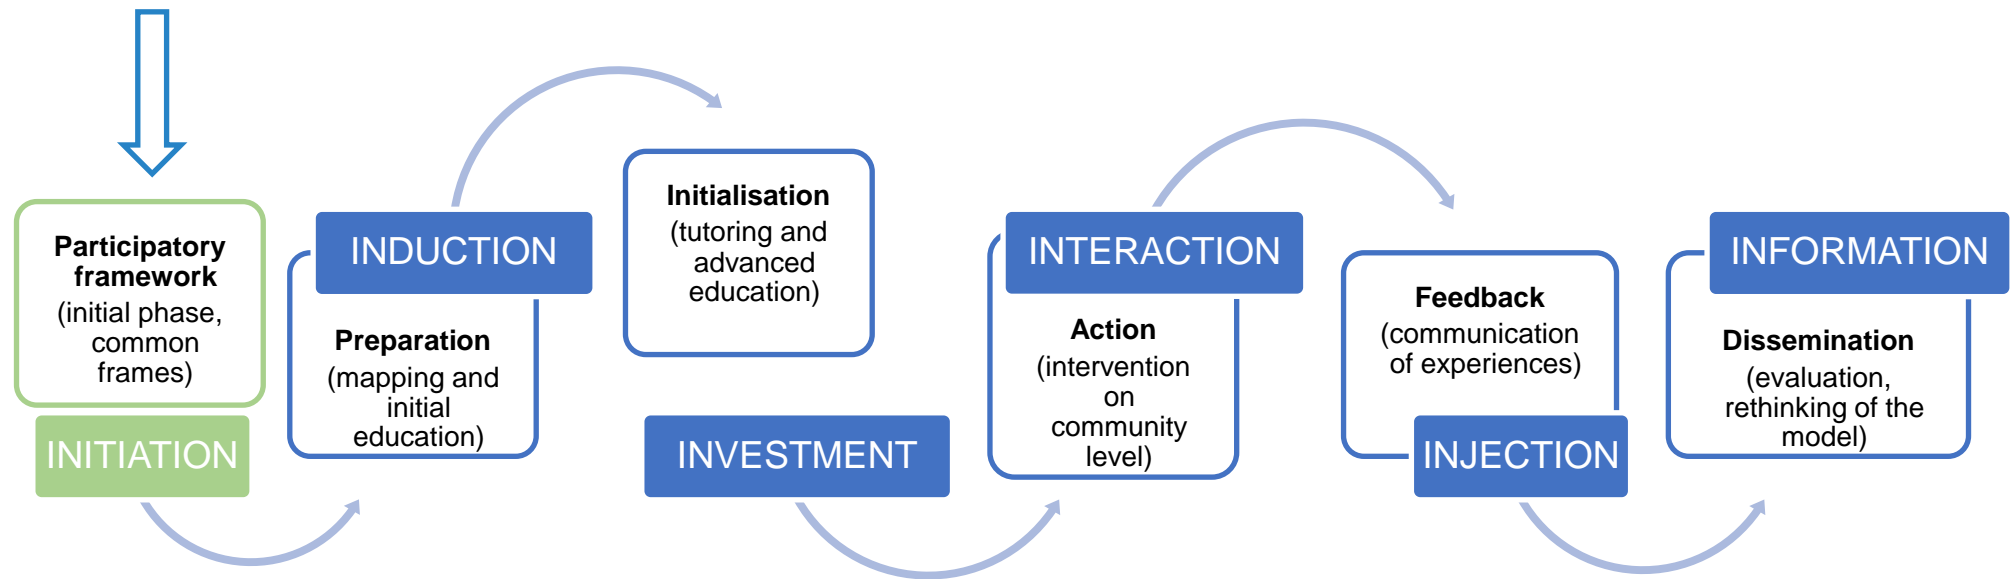 Participatory
framework
(initial phase,
common
frames)
INITIATION
INDUCTION
Preparation
(mapping and
initial
education)
Initialisation
(tutoring and
advanced
education)
INVESTMENT
INTERACTION
Action
(intervention
on
community
level)
Feedback
(communication
of experiences)
INJECTION
INFORMATION
Dissemination
(evaluation,
rethinking of the
model)